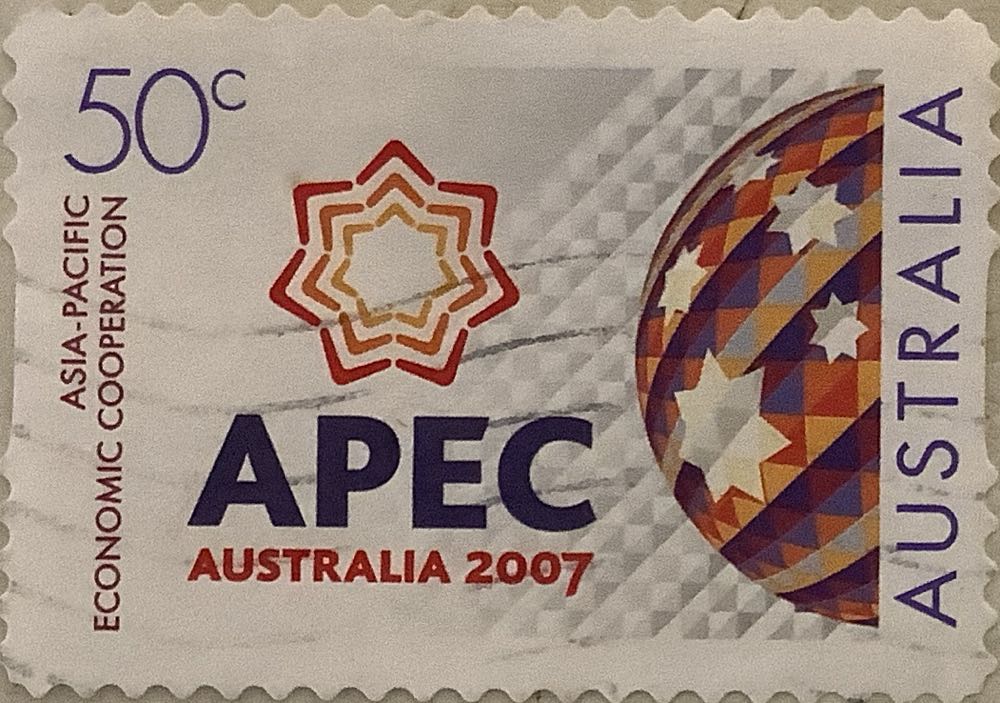 50c
ASIA-PACIFIC
ECONOMIC COOPERATION
APEC
AUSTRALIA 2007
AUSTRALIA